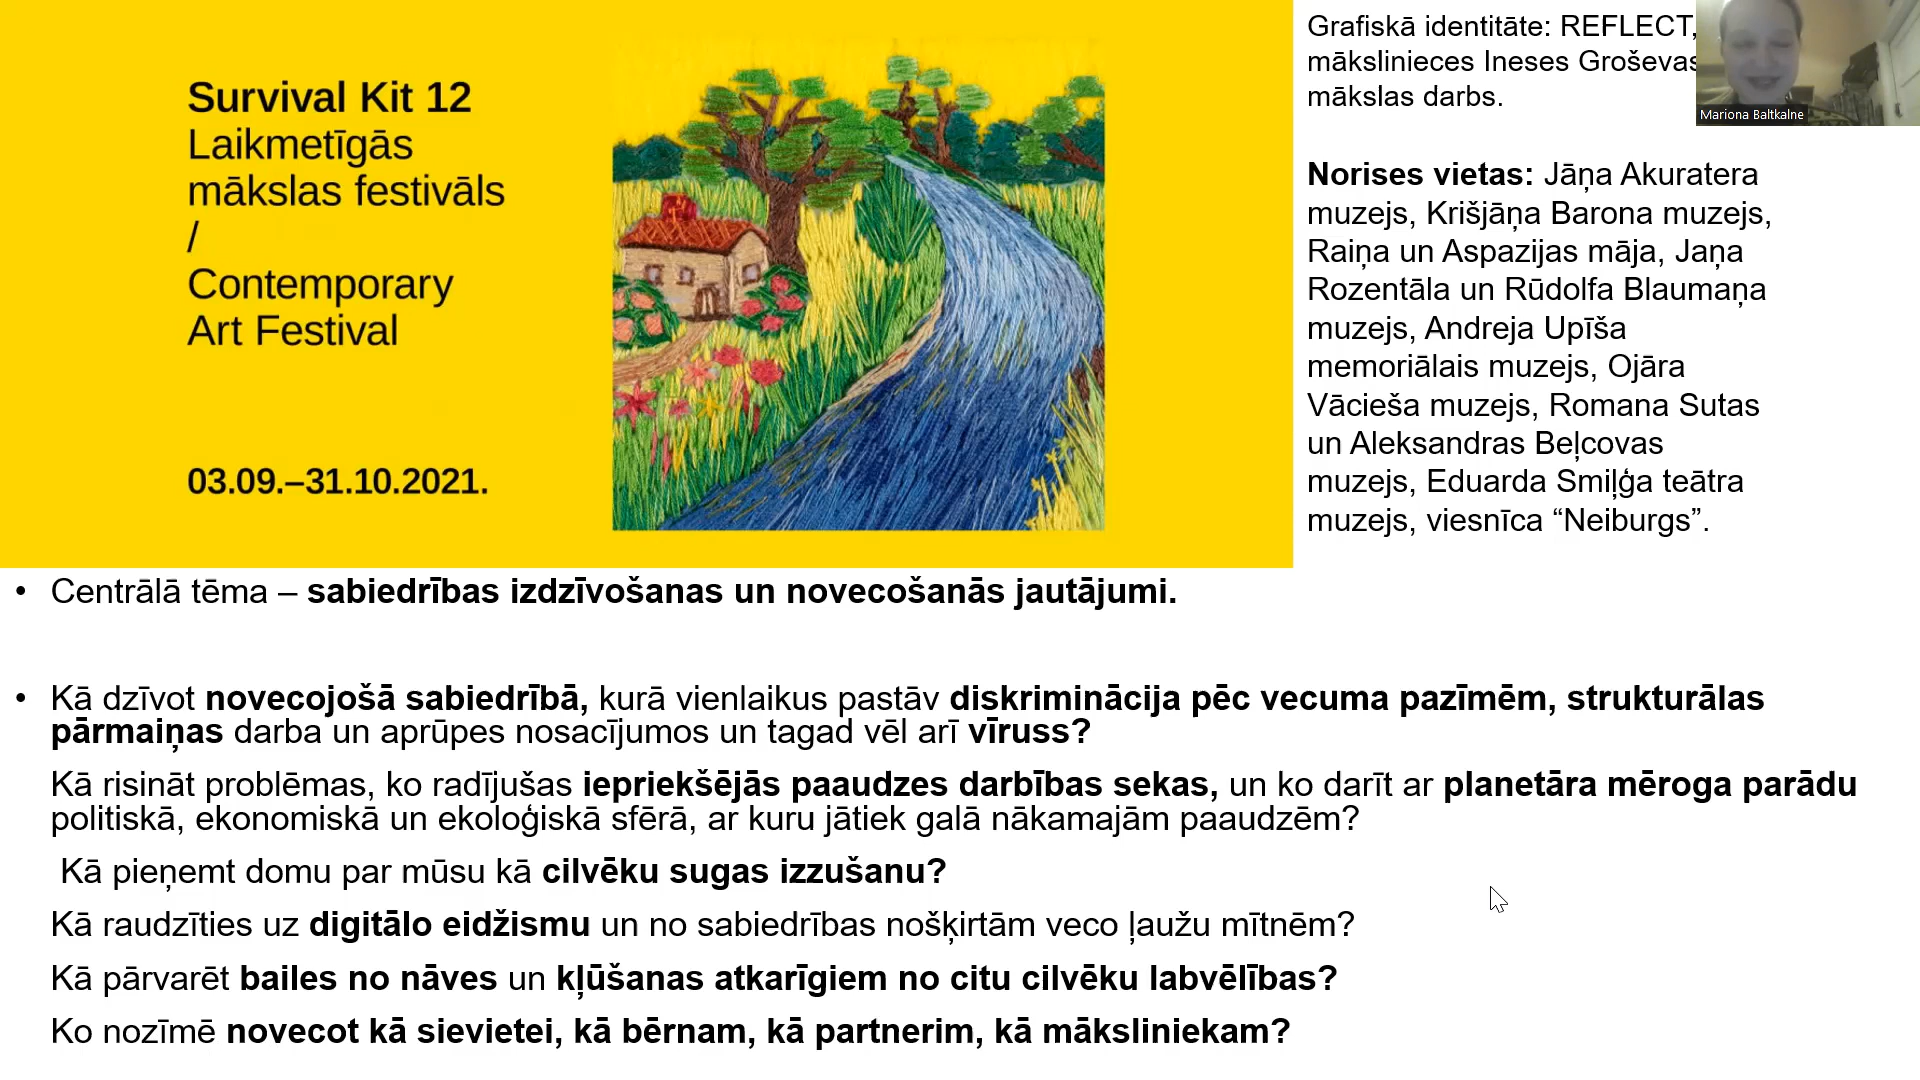 Survival Kit 12
Laikmetīgās
mākslas festivāls
/
Contemporary
Art Festival
03.09.–31.10.2021.
Grafiskā identitāte: REFLECT,
mākslinieces Ineses Groševas
mākslas darbs.
Mariona Baltkalne
Norises vietas: Jāņa Akuratera
muzejs, Krišjāņa Barona muzejs,
Raiņa un Aspazijas māja, Jaņa
Rozentāla un Rūdolfa Blaumaņa
muzejs, Andreja Upīša
memoriālais muzejs, Ojāra
Vācieša muzejs, Romana Sutas
un Aleksandras Beļcovas
muzejs, Eduarda Smiļģa teātra
muzejs, viesnīca “Neiburgs”.
• Centrālā tēma – sabiedrības izdzīvošanas un novecošanās jautājumi.
• Kā dzīvot novecojošā sabiedrībā, kurā vienlaikus pastāv diskriminācija pēc vecuma pazīmēm, strukturālas
pārmaiņas darba un aprūpes nosacījumos un tagad vēl arī vīruss?
Kā risināt problēmas, ko radījušas iepriekšējās paaudzes darbības sekas, un ko darīt ar planetāra mēroga parādu
politiskā, ekonomiskā un ekoloģiskā sfērā, ar kuru jātiek galā nākamajām paaudzēm?
Kā pieņemt domu par mūsu kā cilvēku sugas izzušanu?
Kā raudzīties uz digitālo eidžismu un no sabiedrības nošķirtām veco ļaužu mītnēm?
Kā pārvarēt bailes no nāves un kļūšanas atkarīgiem no citu cilvēku labvēlības?
Ko nozīmē novecot kā sievietei, kā bērnam, kā partnerim, kā māksliniekam?